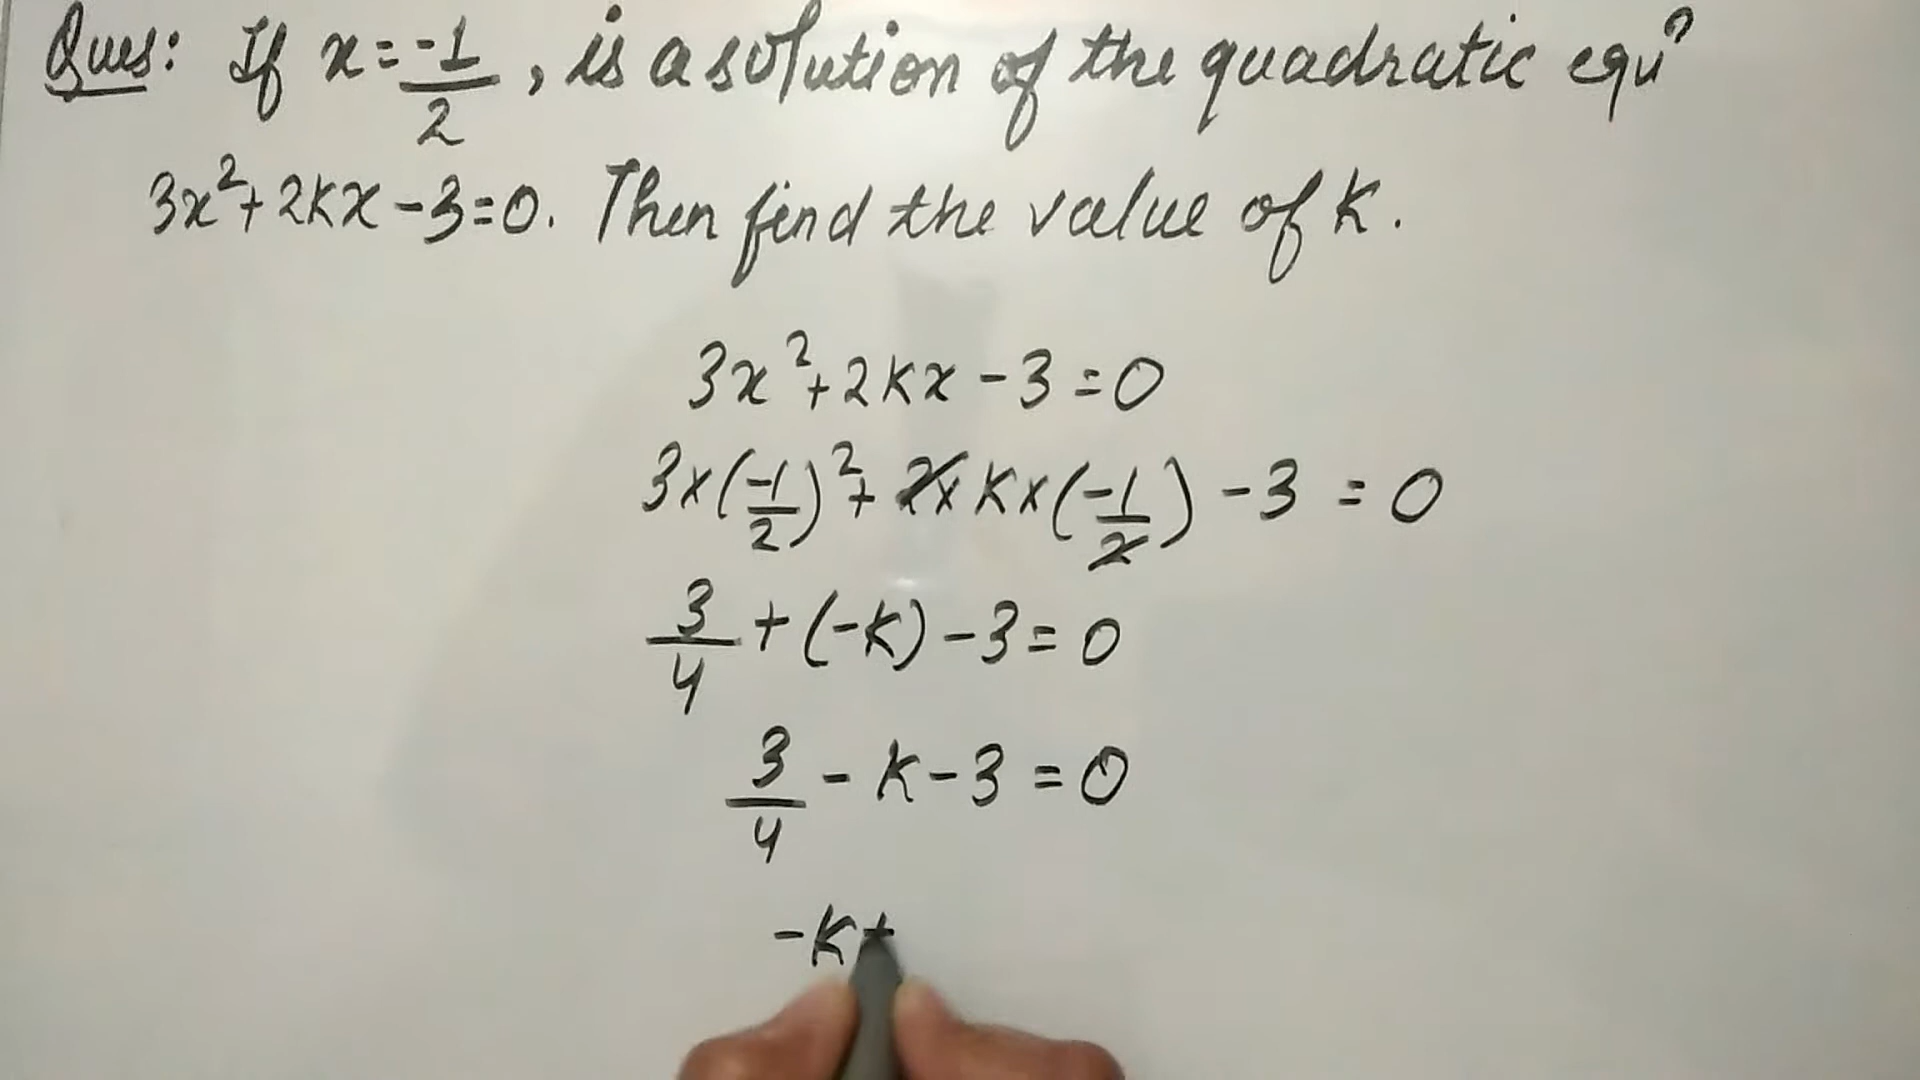 Ques: If x = -1/2, is a solution of the quadratic equⁿ
3x²+2kx-3=0. Then find the value of k.
3x²+2kx-3=0
3×(-1/2)²+2×k×(-1/2)-3=0
3/4+(-k)-3=0
3/4-k-3=0
-k+